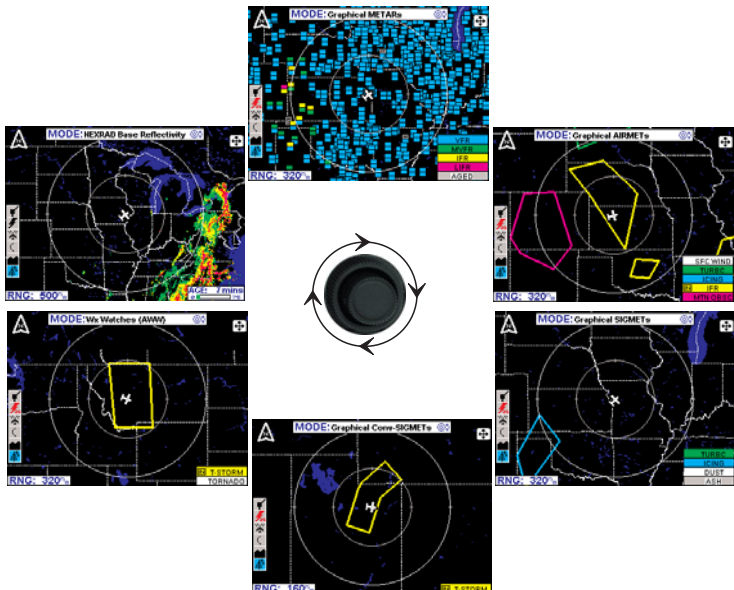 MODE: Graphical METARs
VFR
MVFR
IFR
LIFR
AGED
RNG: 320
MODE: HEXRAD Base Reflectivity
RNG: 500
AGE: 7 mins
MODE: Graphical AIRMETs
SFC WIND
TURBC
ICING
IFR
MTN OBSC
RNG: 320
MODE: Wx Watches (AWW)
T-STORM
TORNADO
RNG: 320
MODE: Graphical SIGMETs
TURBC
ICING
DUST
ASH
RNG: 320
MODE: Graphical Conv-SIGMETs
RNG: 160
T-STORM